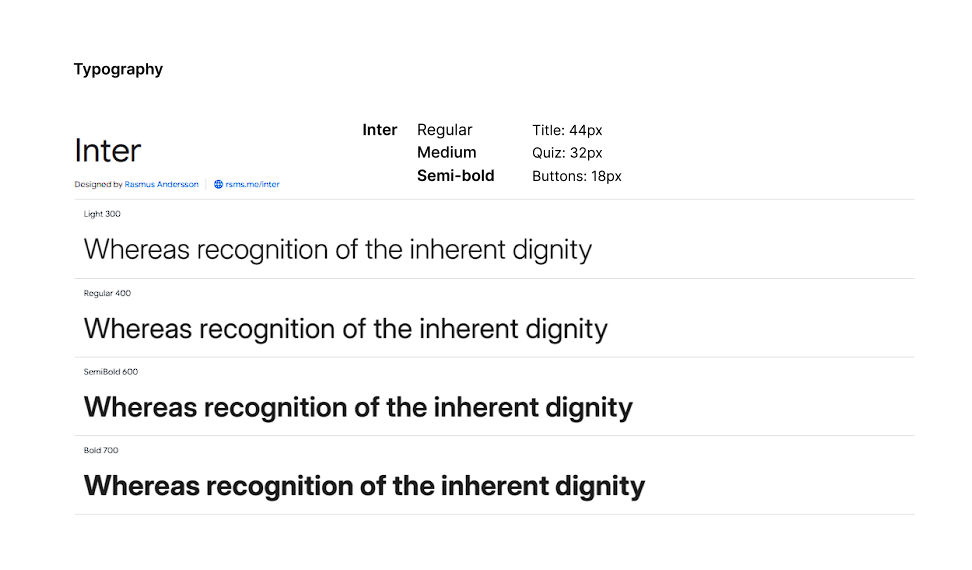 Typography
Inter
Designed by Rasmus Andersson | rsms.me/inter
Inter Regular Title: 44px
Medium Quiz: 32px
Semi-bold Buttons: 18px
Light 300
Whereas recognition of the inherent dignity
Regular 400
Whereas recognition of the inherent dignity
SemiBold 600
Whereas recognition of the inherent dignity
Bold 700
Whereas recognition of the inherent dignity